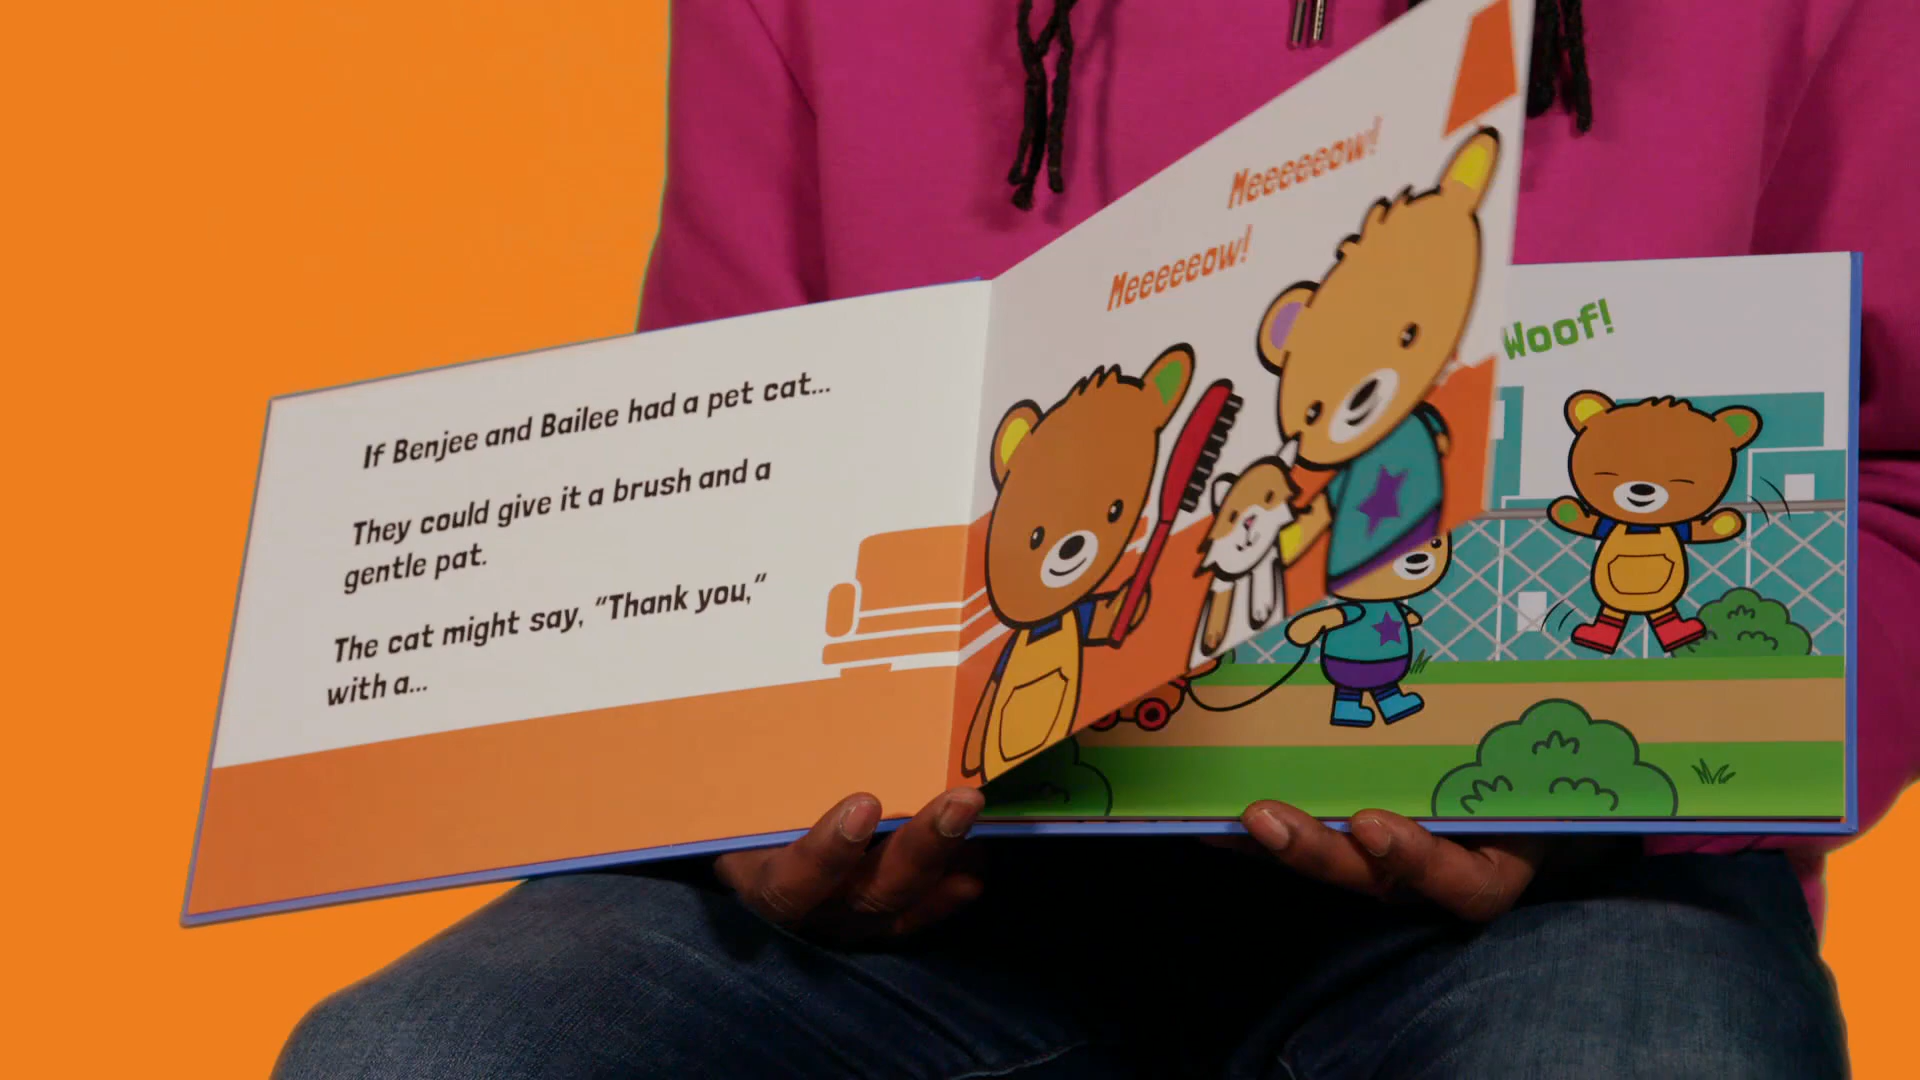 If Benjee and Bailee had a pet cat...
They could give it a brush and a
gentle pat.
The cat might say, “Thank you,”
with a...
Meeeeeow!
Meeeeeow!
Woof!